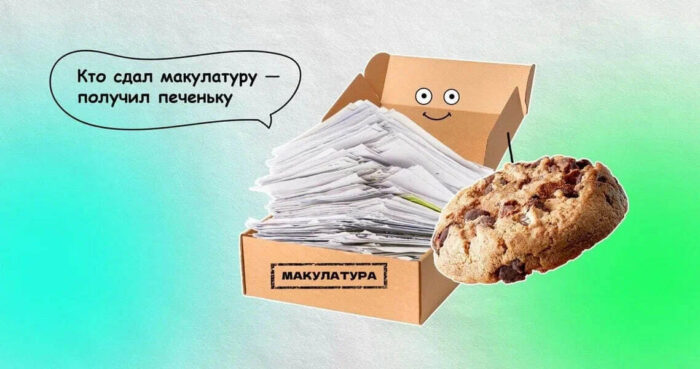 Кто сдал макулатуру —
получил печеньку
МАКУЛАТУРА